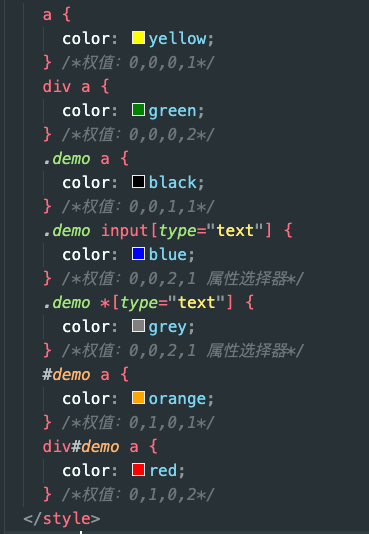 a {
color: yellow;
} /*权值：0,0,0,1*/
div a {
color: green;
} /*权值：0,0,0,2*/
.demo a {
color: black;
} /*权值：0,0,1,1*/
.demo input[type="text"] {
color: blue;
} /*权值：0,0,2,1 属性选择器*/
.demo *[type="text"] {
color: grey;
} /*权值：0,0,2,1 属性选择器*/
#demo a {
color: orange;
} /*权值：0,1,0,1*/
div#demo a {
color: red;
} /*权值：0,1,0,2*/
</style>